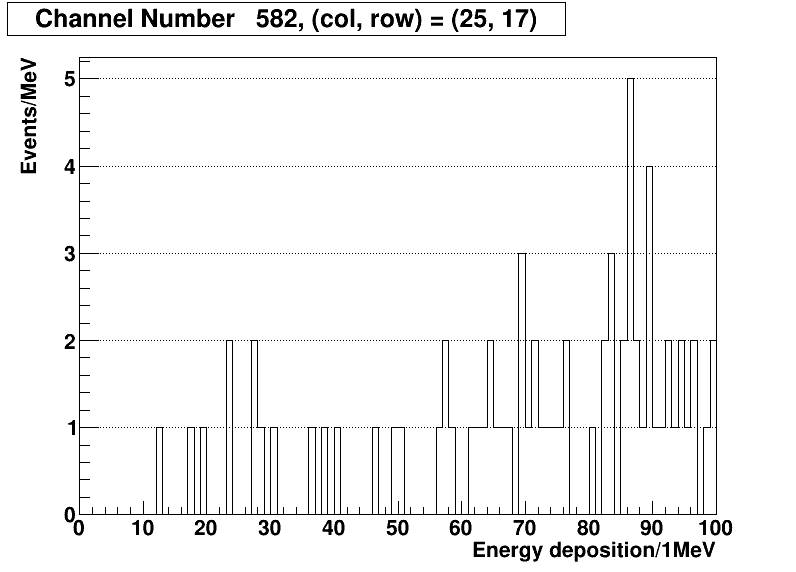 Channel Number 582, (col, row) = (25, 17)
Events/MeV
5
4
3
2
1
0
0 10 20 30 40 50 60 70 80 90 100
Energy deposition/1MeV